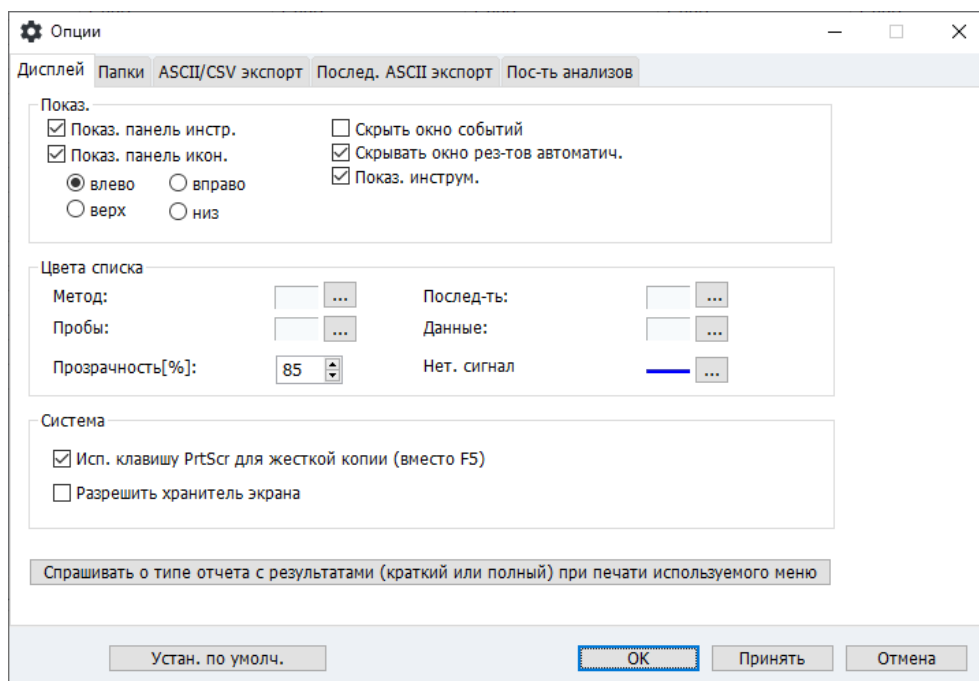 Опции
Дисплей Папки ASCII/CSV экспорт Послед. ASCII экспорт Пос-ть анализов
Показ.
Показ. панель инстр. Скрыть окно событий
Показ. панель икон. Скрывать окно рез-тов автоматич.
влево вправо Показ. инструм.
верх низ
Цвета списка
Метод: ... Послед-ть: ...
Пробы: ... Данные: ...
Прозрачность[%]: 85 Нет. сигнал ...
Система
Исп. клавишу PrtScr для жесткой копии (вместо F5)
Разрешить хранитель экрана
Спрашивать о типе отчета с результатами (краткий или полный) при печати используемого меню
Устан. по умолч. OK Принять Отмена